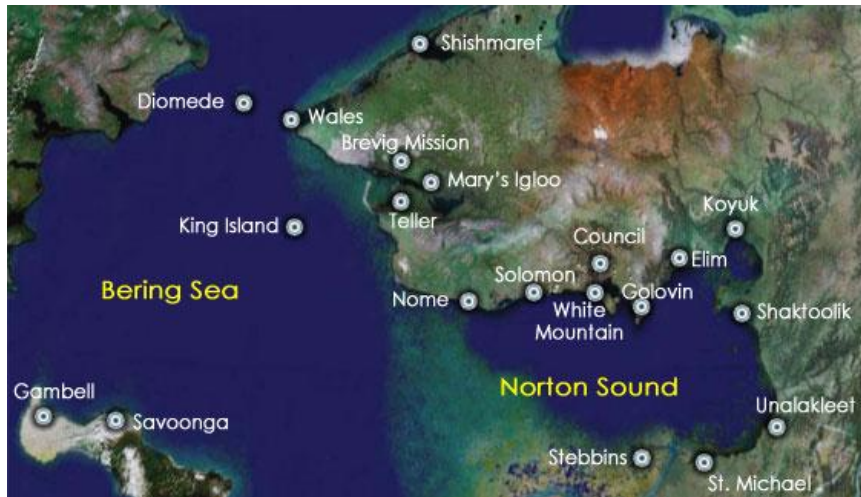 Shishmaref
Diomede
Wales
Brevig Mission
Mary's Igloo
Teller
King Island
Koyuk
Council
Elim
Solomon
Bering Sea
Nome
White
Mountain
Golovin
Shaktoolik
Norton Sound
Gambell
Savoonga
Unalakleet
Stebbins
St. Michael